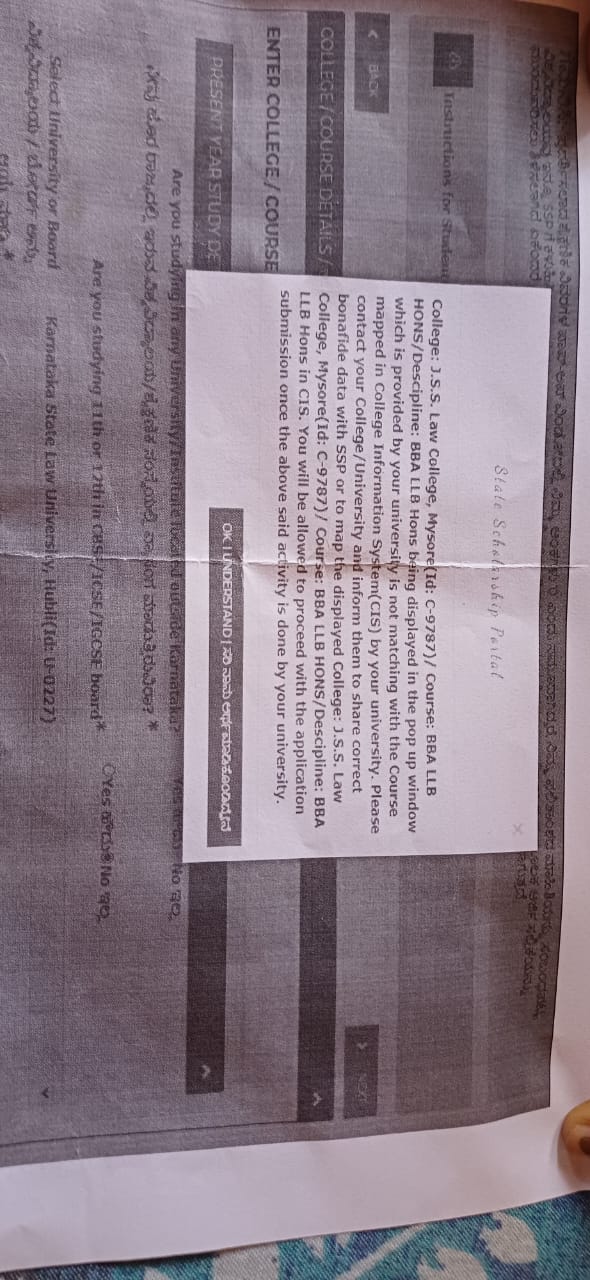 State Scholarship Portal
Instructions for Student
College: J.S.S. Law College, Mysore(Id: C-9787)/ Course: BBA LLB
HONS/Descipline: BBA LLB Hons being displayed in the pop up window
which is provided by your university is not matching with the Course
mapped in College Information System(CIS) by your university. Please
contact your College/University and inform them to share correct
bonafide data with SSP or to map the displayed College: J.S.S. Law
College, Mysore(Id: C-9787)/ Course: BBA LLB HONS/Descipline: BBA
LLB Hons in CIS. You will be allowed to proceed with the application
submission once the above said activity is done by your university.
OK I UNDERSTAND | ಸರಿ ನಾನು ಅರ್ಥಮಾಡಿಕೊಂಡಿದ್ದೇನೆ
BACK
NEXT
COLLEGE / COURSE DETAILS /
ENTER COLLEGE / COURSE
PRESENT YEAR STUDY DE
Are you studying in any University/Institute located outside Karnataka? Yes ಹೌದು No ಇಲ್ಲ
ನೀವು ಹೊರ ರಾಜ್ಯದಲ್ಲಿ ಇರುವ ವಿಶ್ವವಿದ್ಯಾಲಯ/ಶೈಕ್ಷಣಿಕ ಸಂಸ್ಥೆಯಲ್ಲಿ ವ್ಯಾಸಂಗ ಮಾಡುತ್ತಿರುವಿರಾ? *
Are you studying 11th or 12th in CBSE/ICSE/IGCSE board* Yes ಹೌದು No ಇಲ್ಲ
Select University or Board Karnataka State Law University, Hubli(Id: U-0227)
ವಿಶ್ವವಿದ್ಯಾಲಯ / ಬೋರ್ಡ್ ಅನ್ನು
ಆಯ್ಕೆ ಮಾಡಿ *